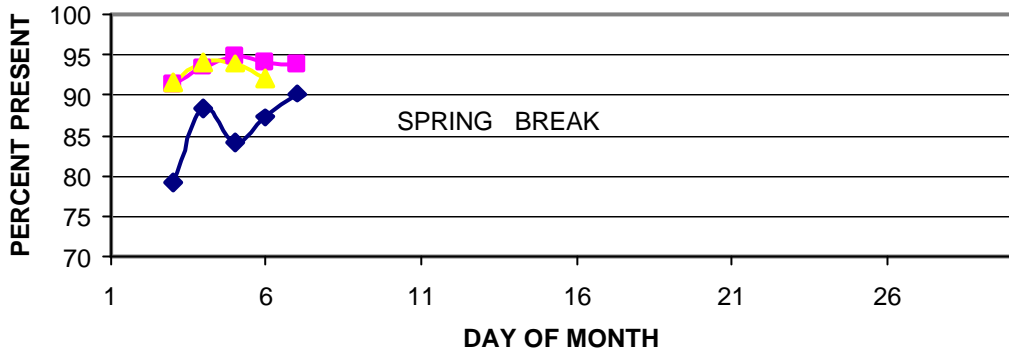 PERCENT PRESENT
100
95
90
85
80
75
70
SPRING BREAK
1 6 11 16 21 26
DAY OF MONTH